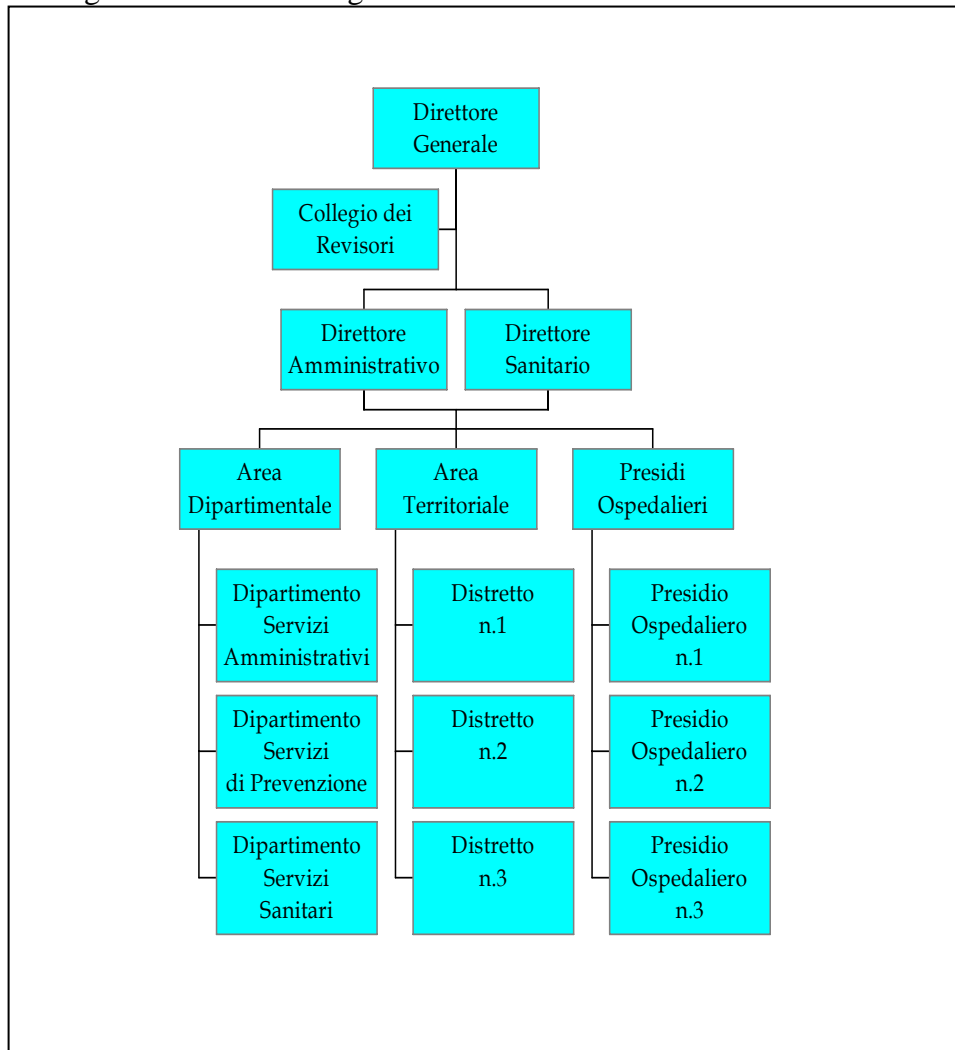 Direttore
Generale
Collegio dei
Revisori
Direttore
Amministrativo
Direttore
Sanitario
Area
Dipartimentale
Area
Territoriale
Presidi
Ospedalieri
Dipartimento
Servizi
Amministrativi
Distretto
n.1
Presidio
Ospedaliero
n.1
Dipartimento
Servizi
di Prevenzione
Distretto
n.2
Presidio
Ospedaliero
n.2
Dipartimento
Servizi
Sanitari
Distretto
n.3
Presidio
Ospedaliero
n.3